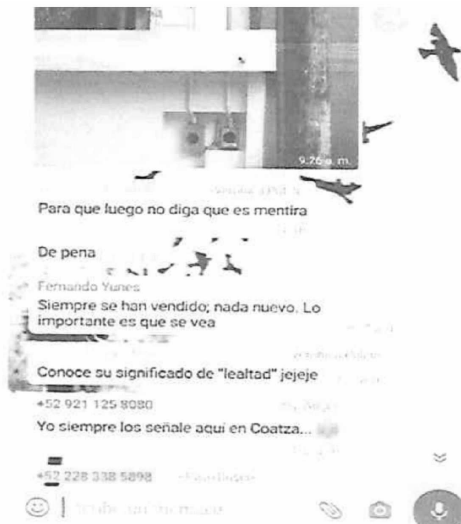 9:26 a. m.
Para que luego no diga que es mentira
De pena
Fernando Yunes
Siempre se han vendido; nada nuevo. Lo
importante es que se vea
Conoce su significado de "lealtad" jejeje
+52 921 125 8080
Yo siempre los señale aquí en Coatza...
+52 228 338 5898